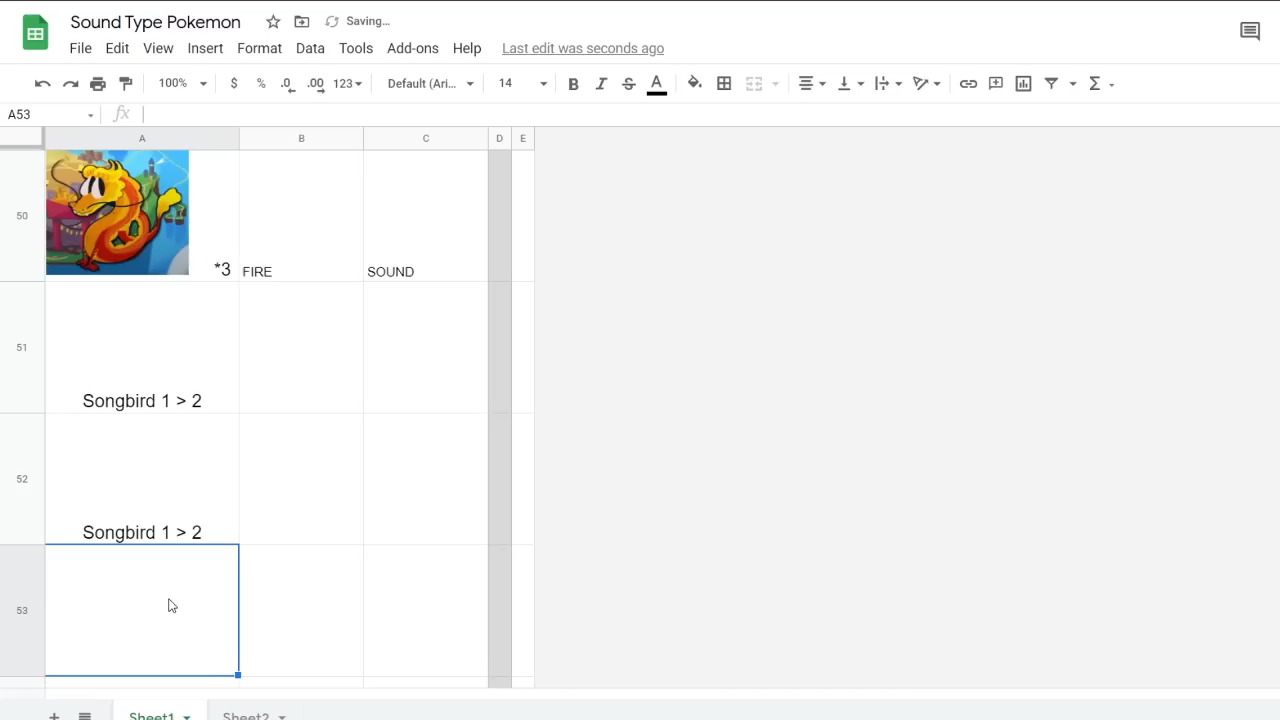 Sound Type Pokemon
Saving...
File Edit View Insert Format Data Tools Add-ons Help Last edit was seconds ago
100% $ % .0 .00 123 Default (Ari... 14 B I S A Σ
A53 fx
A B C D E
50 *3 FIRE SOUND
51 Songbird 1 > 2
52 Songbird 1 > 2
53
+ Sheet1 Sheet2